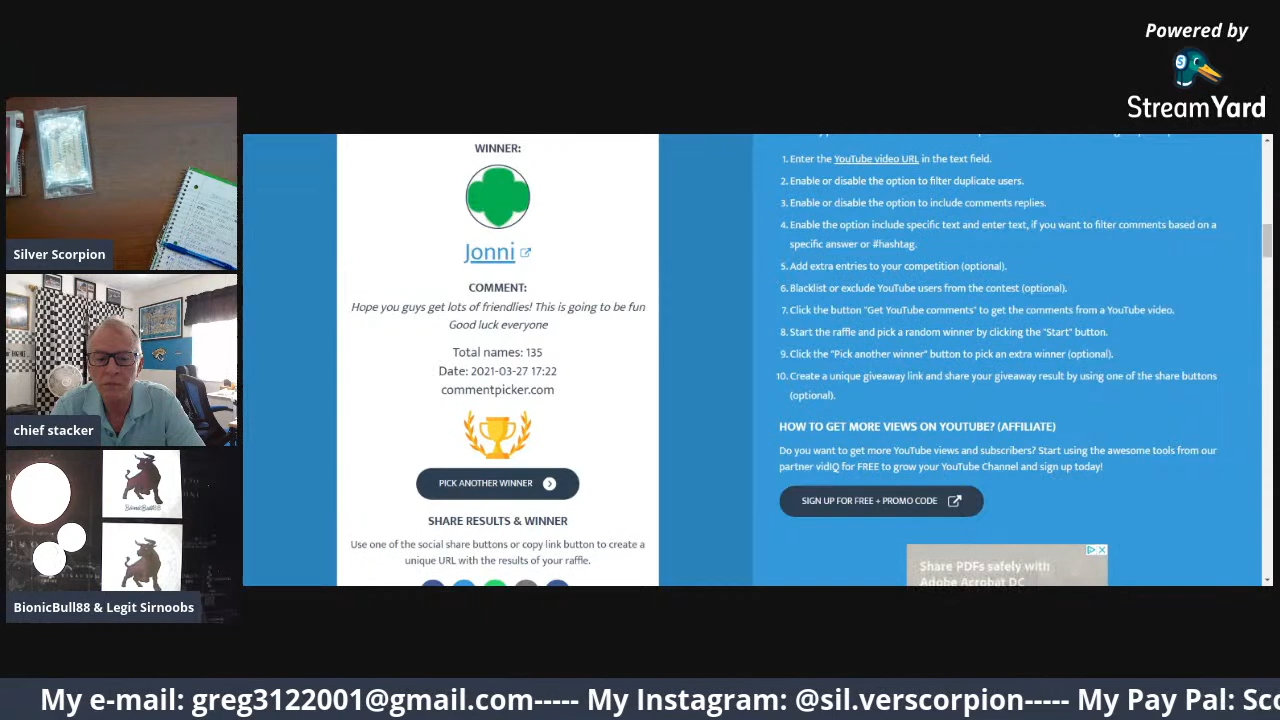 Powered by
StreamYard
Silver Scorpion
chief stacker
BionicBull88
BionicBull88 & Legit Sirnoobs
WINNER:
Jonni
COMMENT:
Hope you guys get lots of friendlies! This is going to be fun
Good luck everyone
Total names: 135
Date: 2021-03-27 17:22
commentpicker.com
PICK ANOTHER WINNER
SHARE RESULTS & WINNER
Use one of the social share buttons or copy link button to create a
unique URL with the results of your raffle.
1. Enter the YouTube video URL in the text field.
2. Enable or disable the option to filter duplicate users.
3. Enable or disable the option to include comments replies.
4. Enable the option include specific text and enter text, if you want to filter comments based on a
specific answer or #hashtag.
5. Add extra entries to your competition (optional).
6. Blacklist or exclude YouTube users from the contest (optional).
7. Click the button "Get YouTube comments" to get the comments from a YouTube video.
8. Start the raffle and pick a random winner by clicking the "Start" button.
9. Click the "Pick another winner" button to pick an extra winner (optional).
10. Create a unique giveaway link and share your giveaway result by using one of the share buttons
(optional).
HOW TO GET MORE VIEWS ON YOUTUBE? (AFFILIATE)
Do you want to get more YouTube views and subscribers? Start using the awesome tools from our
partner vidIQ for FREE to grow your YouTube Channel and sign up today!
SIGN UP FOR FREE + PROMO CODE
Share PDFs safely with
Adobe Acrobat DC
My e-mail: greg3122001@gmail.com----- My Instagram: @sil.verscorpion----- My Pay Pal: Sco